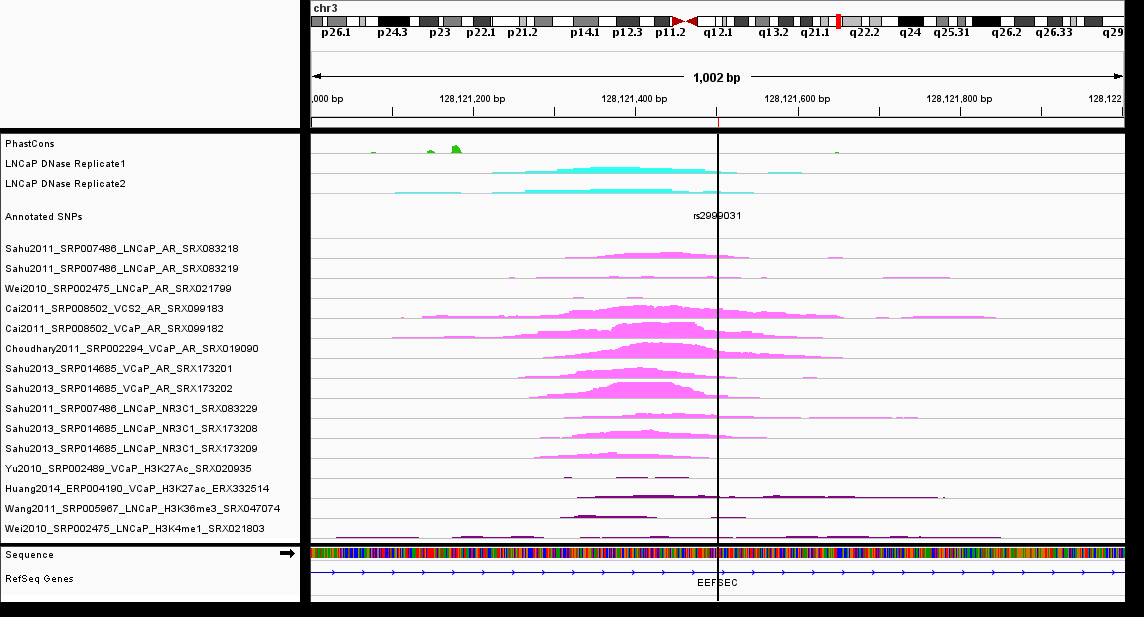 chr3
p26.1 p24.3 p23 p22.1 p21.2 p14.1 p12.3 p11.2 q12.1 q13.2 q21.1 q22.2 q24 q25.31 q26.2 q26.33 q29
1,002 bp
,000 bp 128,121,200 bp 128,121,400 bp 128,121,600 bp 128,121,800 bp 128,122
PhastCons
LNCaP DNase Replicate1
LNCaP DNase Replicate2
Annotated SNPs
rs2999031
Sahu2011_SRP007486_LNCaP_AR_SRX083218
Sahu2011_SRP007486_LNCaP_AR_SRX083219
Wei2010_SRP002475_LNCaP_AR_SRX021799
Cai2011_SRP008502_VCS2_AR_SRX099183
Cai2011_SRP008502_VCaP_AR_SRX099182
Choudhary2011_SRP002294_VCaP_AR_SRX019090
Sahu2013_SRP014685_VCaP_AR_SRX173201
Sahu2013_SRP014685_VCaP_AR_SRX173202
Sahu2011_SRP007486_LNCaP_NR3C1_SRX083229
Sahu2013_SRP014685_LNCaP_NR3C1_SRX173208
Sahu2013_SRP014685_LNCaP_NR3C1_SRX173209
Yu2010_SRP002489_VCaP_H3K27Ac_SRX020935
Huang2014_ERP004190_VCaP_H3K27ac_ERX332514
Wang2011_SRP005967_LNCaP_H3K36me3_SRX047074
Wei2010_SRP002475_LNCaP_H3K4me1_SRX021803
Sequence
RefSeq Genes
EEFSEC